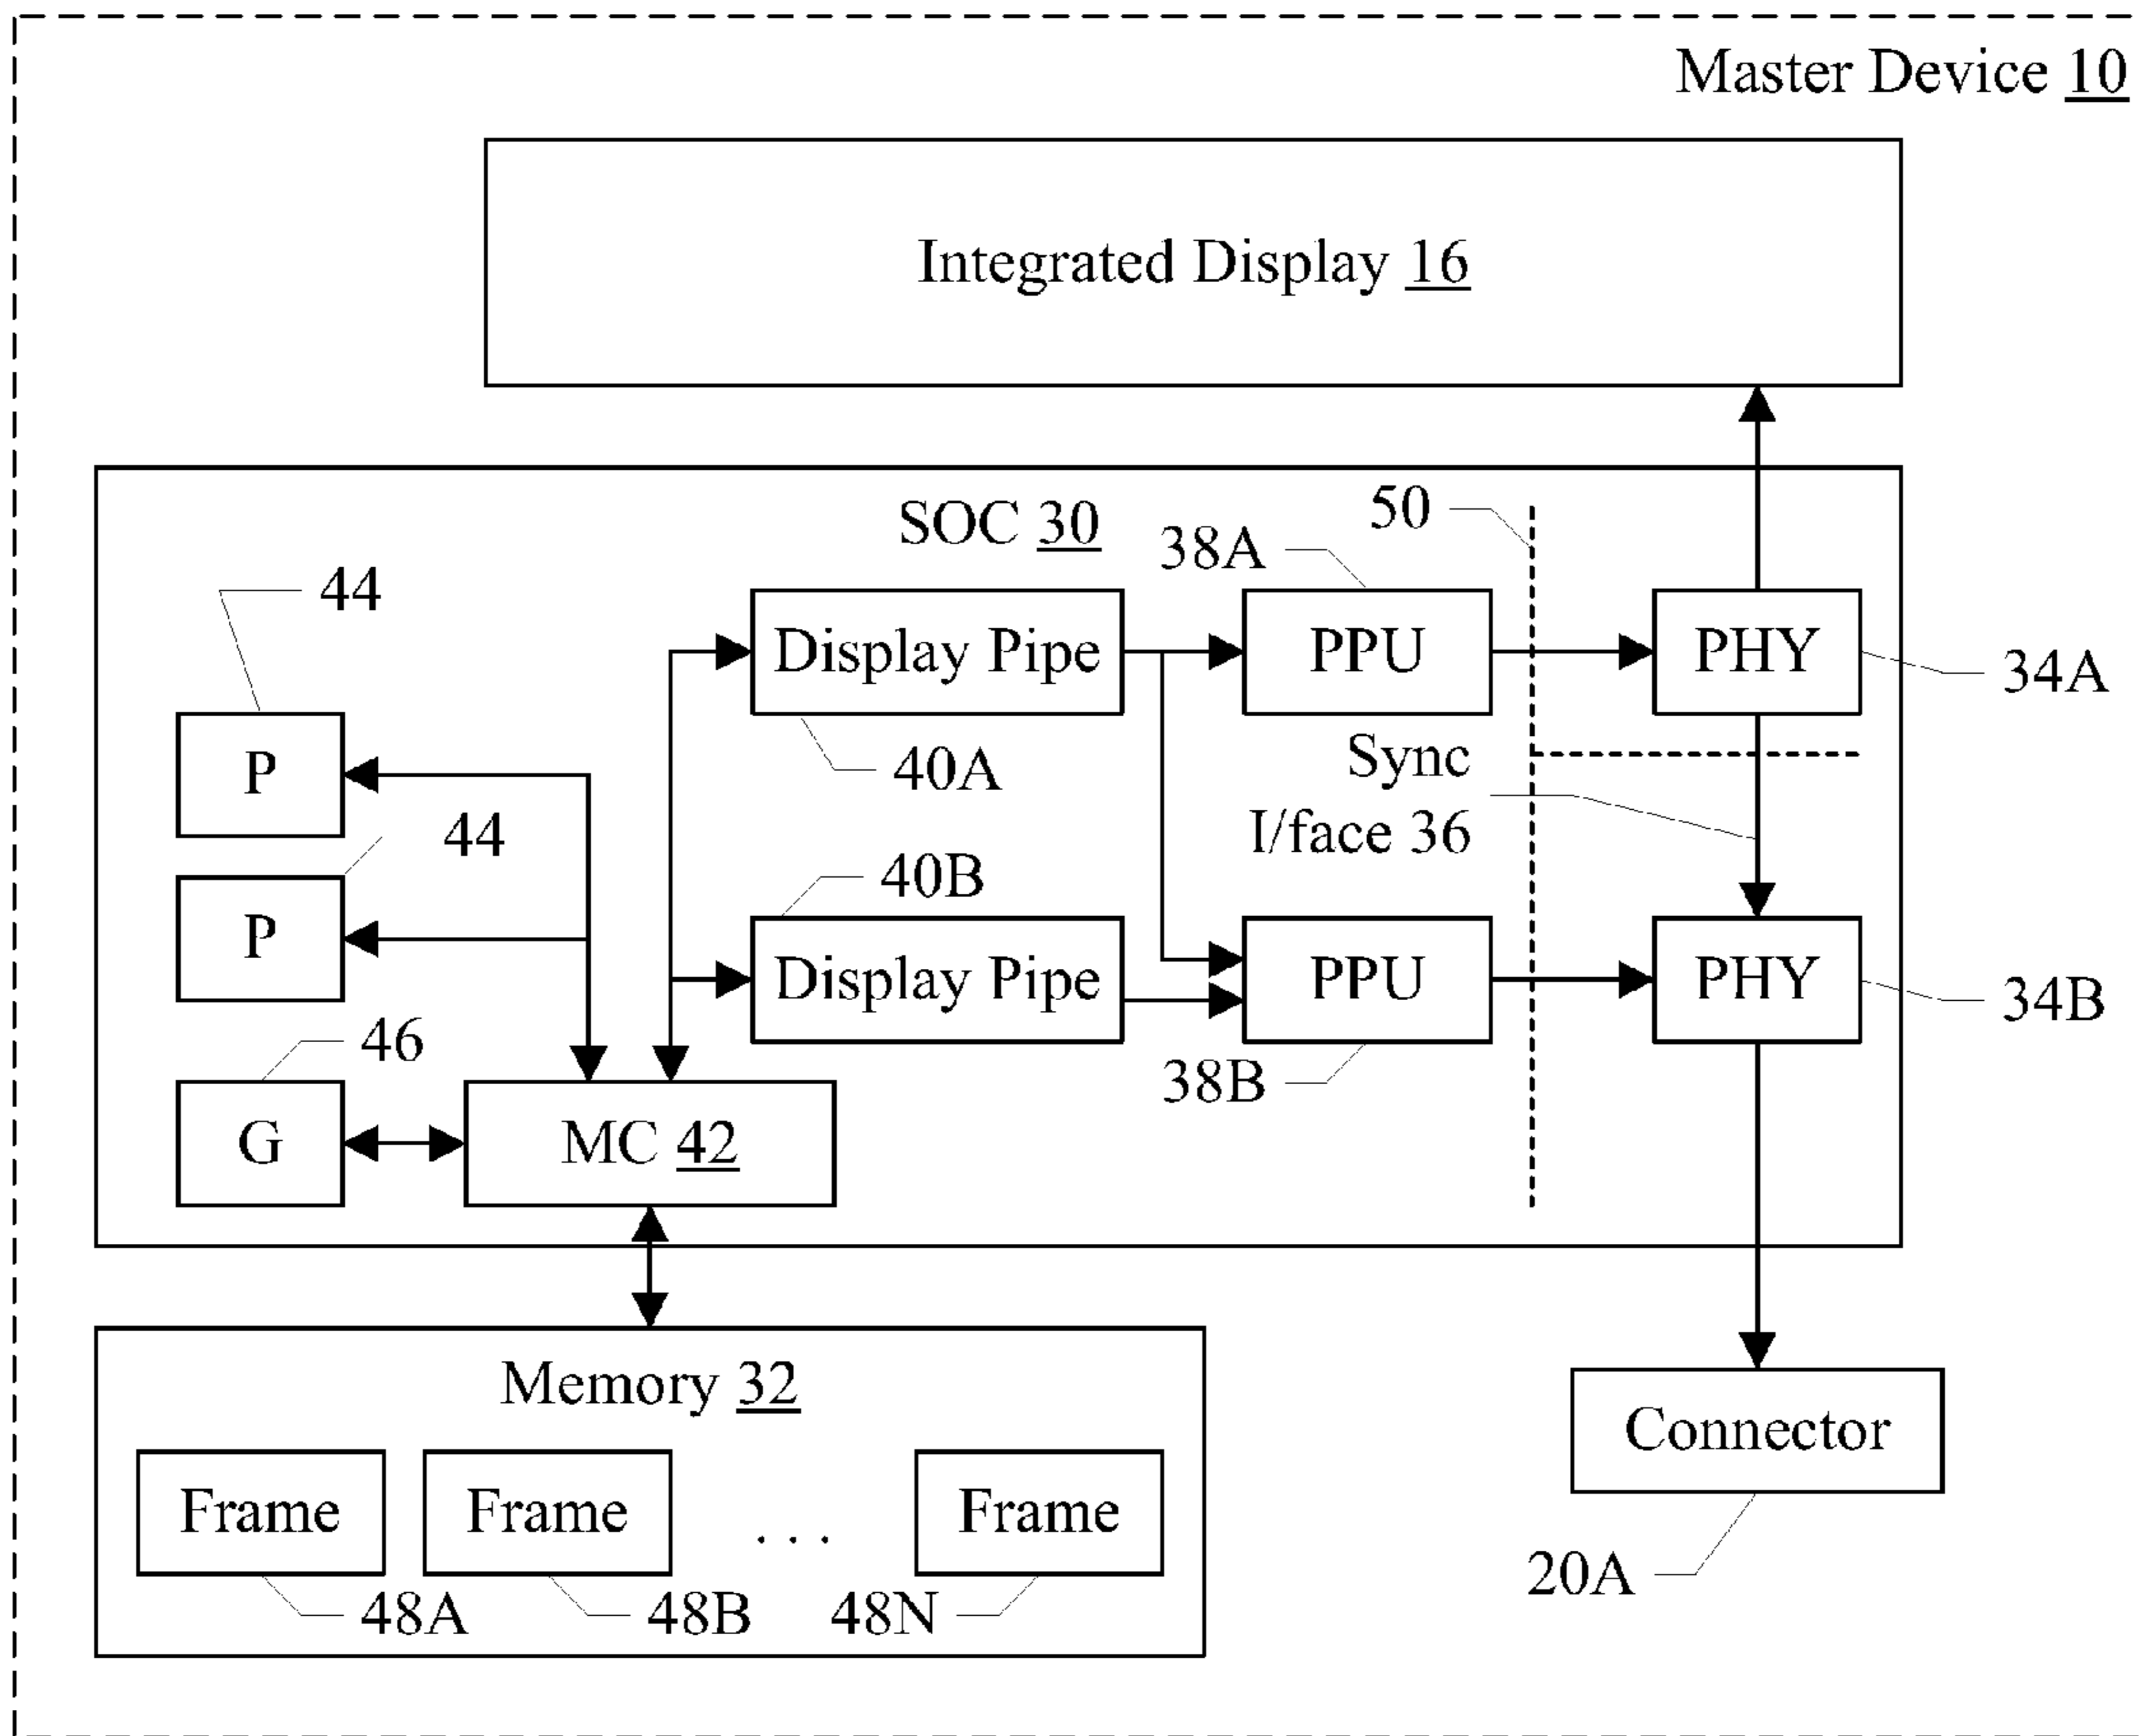 Master Device 10
Integrated Display 16
SOC 30
50
38A
44
Display Pipe
PPU
PHY
34A
P
40A
Sync
I/face 36
44
40B
P
Display Pipe
PPU
PHY
34B
46
38B
G
MC 42
Memory 32
Connector
Frame
Frame
. . .
Frame
20A
48A
48B
48N